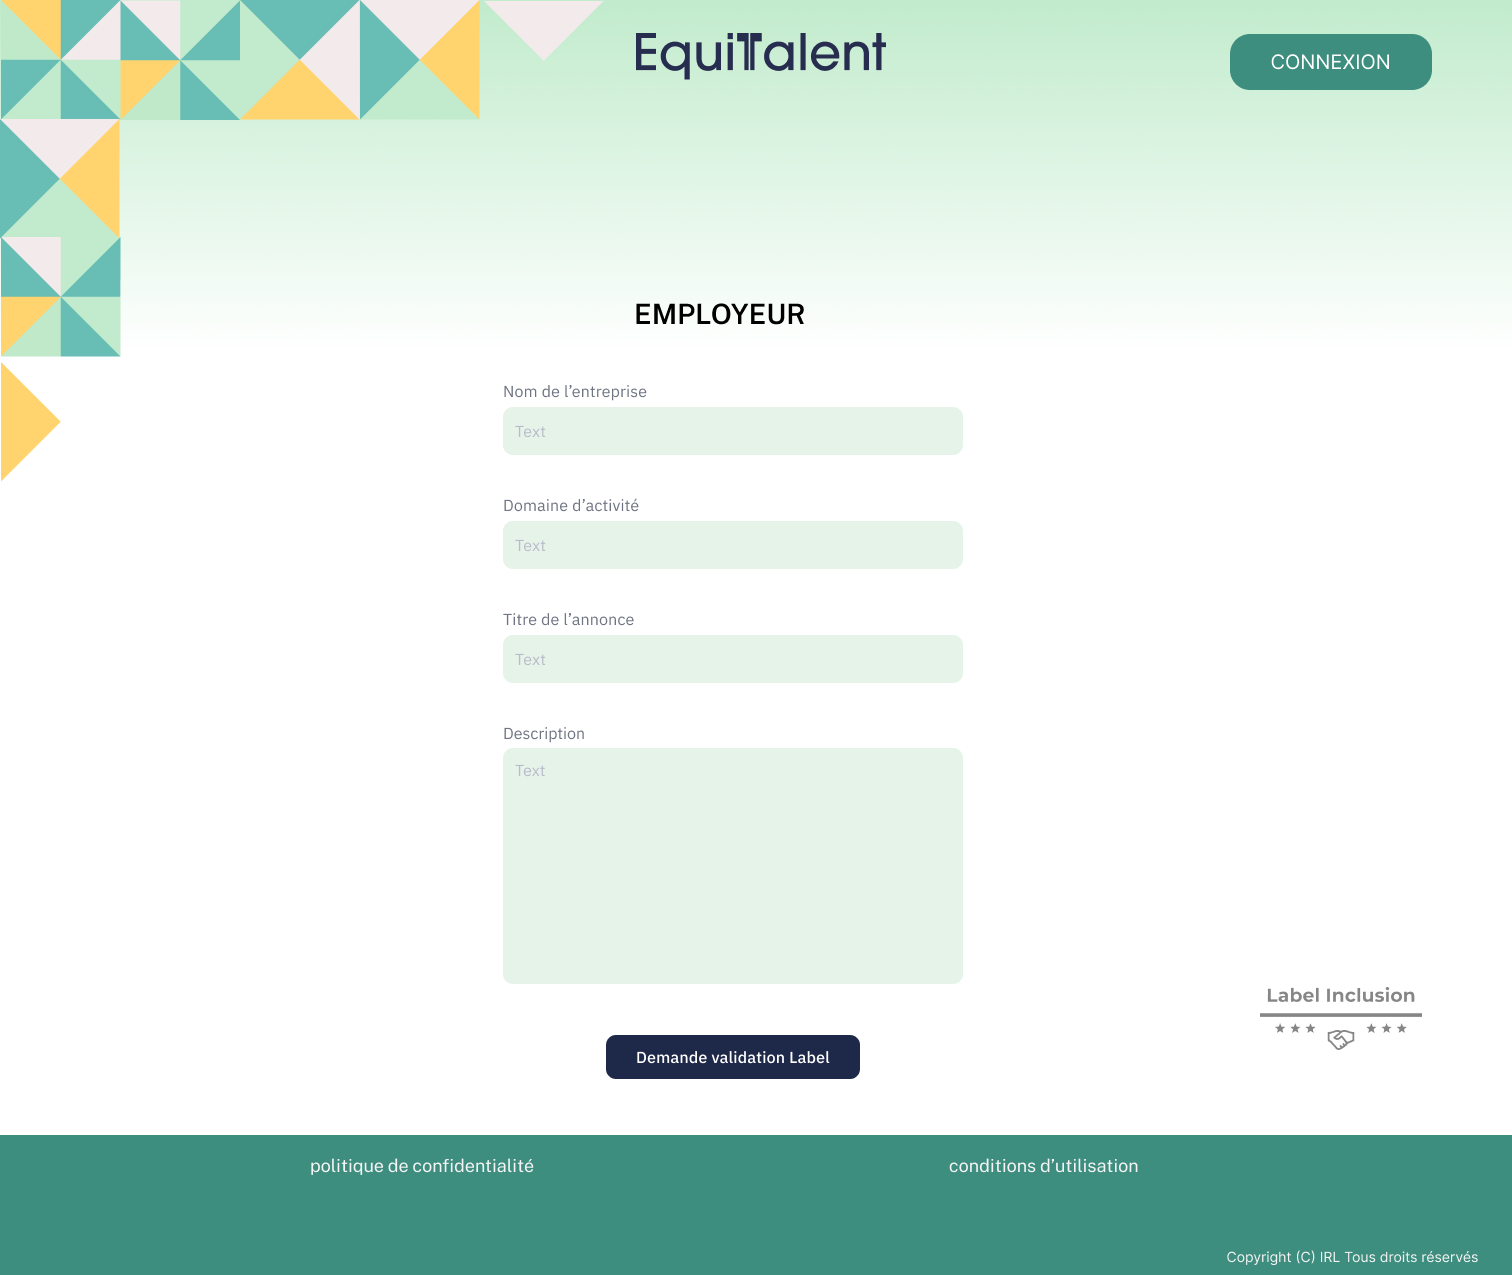 EquiTalent
CONNEXION
EMPLOYEUR
Nom de l’entreprise
Text
Domaine d’activité
Text
Titre de l’annonce
Text
Description
Text
Label Inclusion
Demande validation Label
politique de confidentialité
conditions d’utilisation
Copyright (C) IRL Tous droits réservés